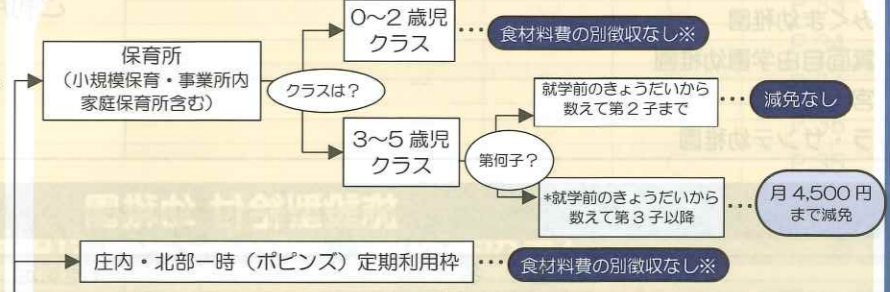 0〜2 歳児
クラス
… 食材料費の別徴収なし※
保育所
（小規模保育・事業所内
家庭保育所含む）
クラスは？
就学前のきょうだいから
数えて第２子まで
… 減免なし
3〜5 歳児
クラス
第何子？
*就学前のきょうだいから
数えて第３子以降
… 月 4,500 円
まで減免
庄内・北部一時（ポピンズ）定期利用枠 … 食材料費の別徴収なし※